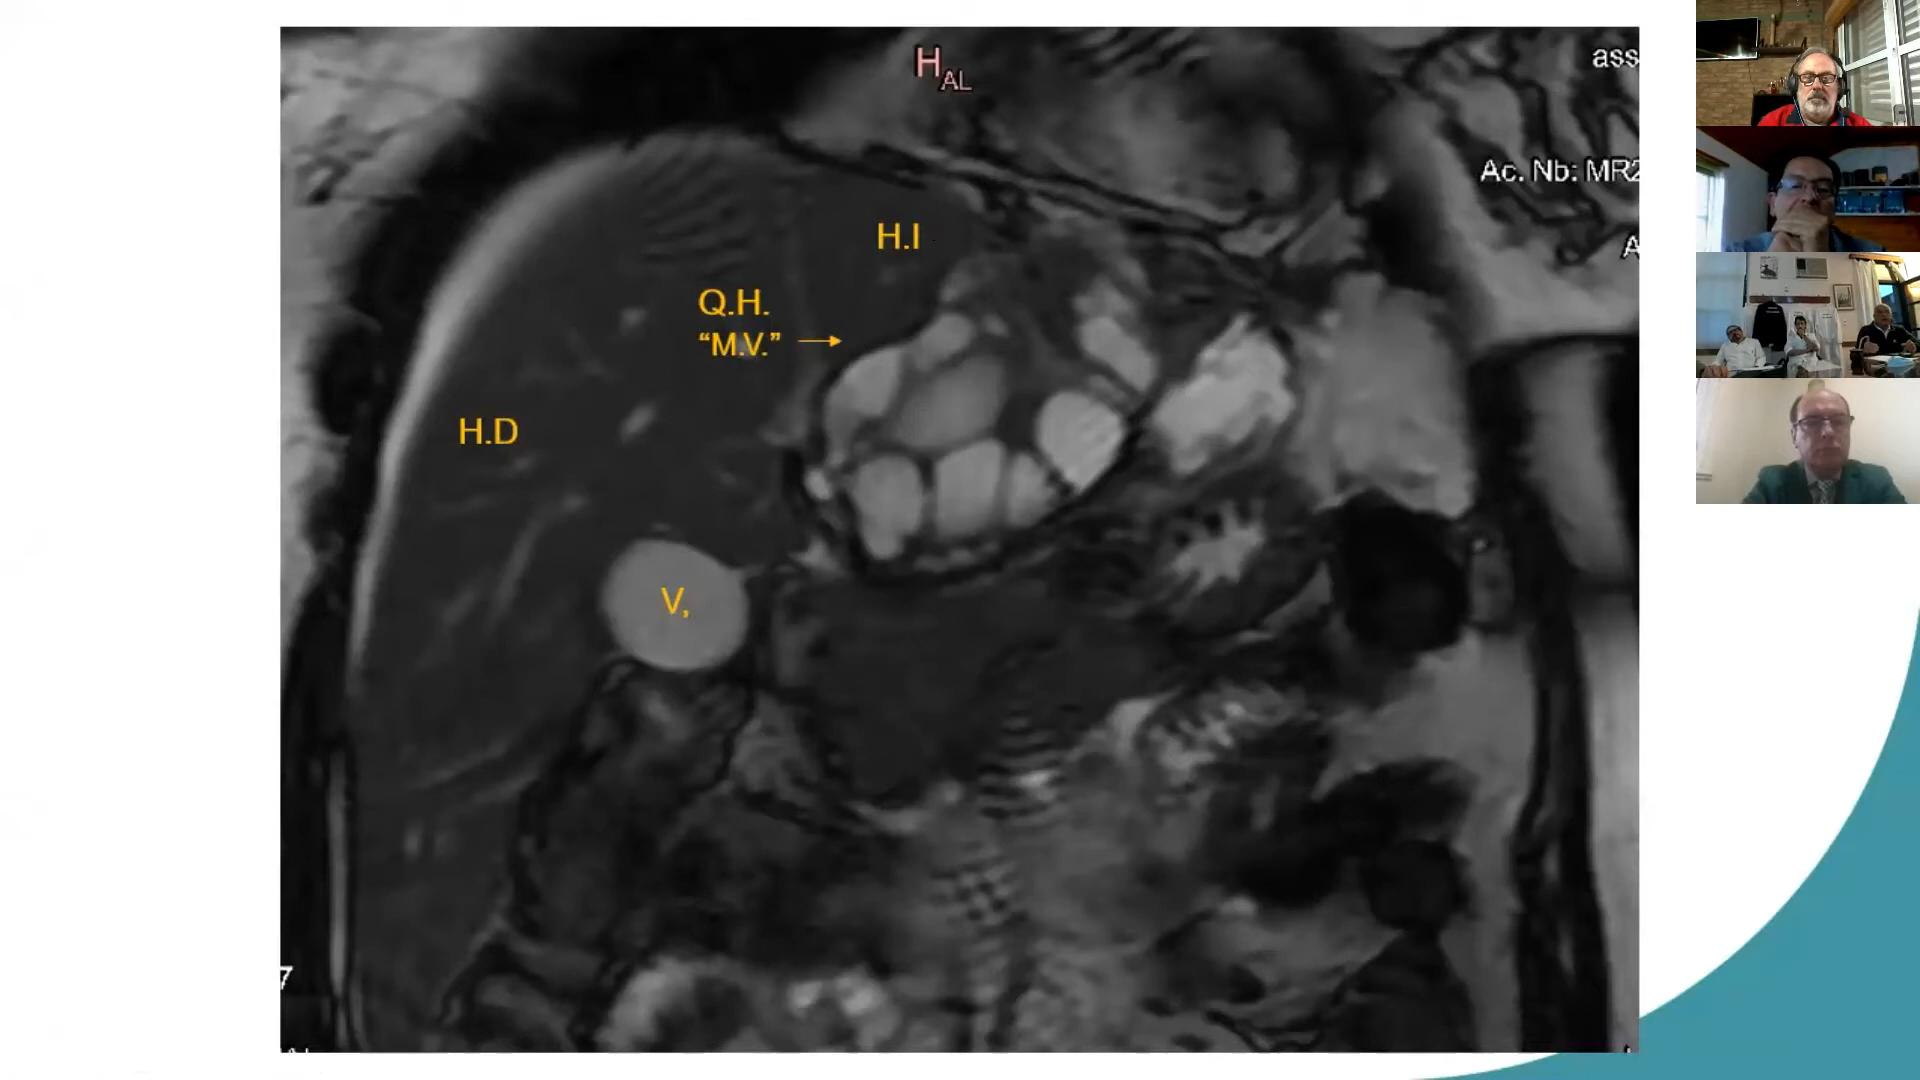 H
AL
ass
Ac. Nb: MR2
A
H.I
Q.H.
“M.V.”
H.D
V,
7